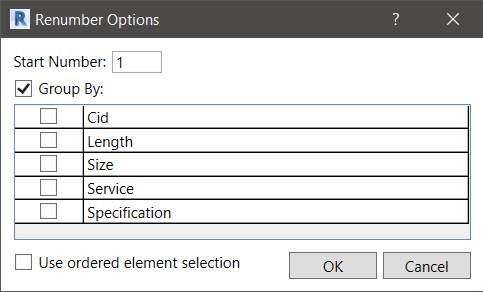 Renumber Options
Start Number: 1
Group By:
Cid
Length
Size
Service
Specification
Use ordered element selection
OK Cancel